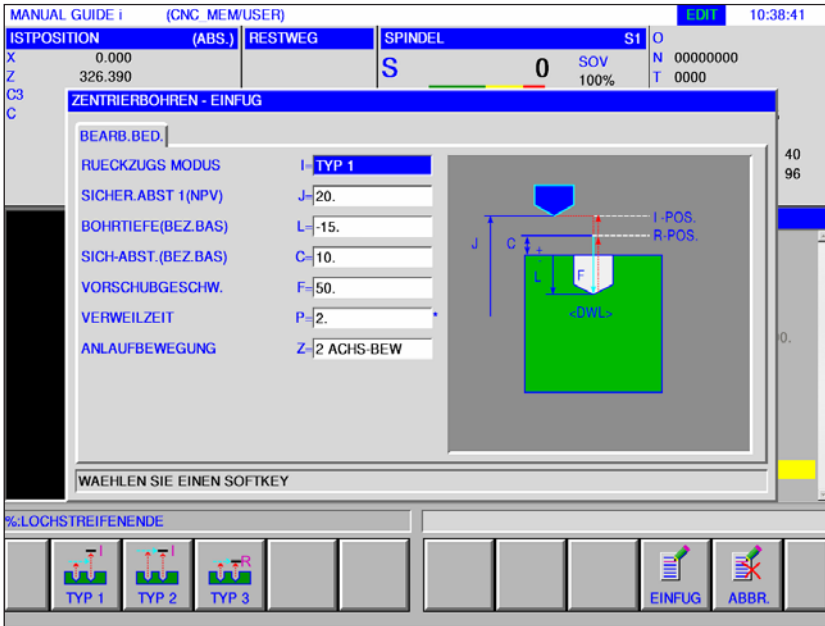 MANUAL GUIDE i (CNC_MEM/USER) EDIT 10:38:41
ISTPOSITION (ABS.) RESTWEG SPINDEL S1 O
X 0.000 S 0 SOV N 00000000
Z 326.390 100% T 0000
C3
C
ZENTRIERBOHREN - EINFUG
BEARB.BED.
RUECKZUGS MODUS I= TYP 1
SICHER.ABST 1(NPV) J= 20.
BOHRTIEFE(BEZ.BAS) L= -15.
SICH-ABST.(BEZ.BAS) C= 10.
VORSCHUBGESCHW. F= 50.
VERWEILZEIT P= 2. *
ANLAUFBEWEGUNG Z= 2 ACHS-BEW
I-POS.
R-POS.
J C + -
L F
<DWL>
40
96
0.
WAEHLEN SIE EINEN SOFTKEY
%:LOCHSTREIFENENDE
I I R
TYP 1 TYP 2 TYP 3 EINFUG ABBR.